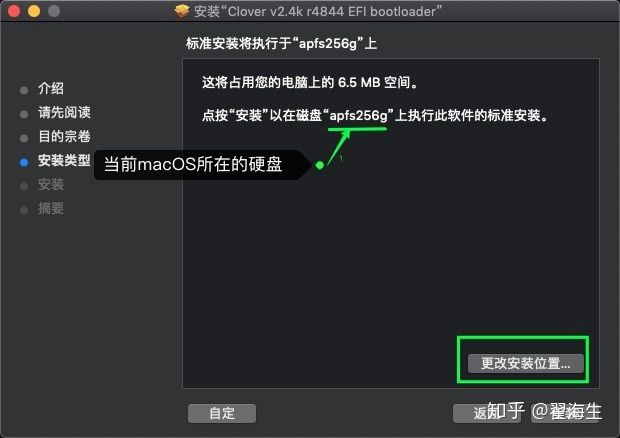 安装“Clover v2.4k r4844 EFI bootloader”
标准安装将执行于“apfs256g”上
介绍
请先阅读
目的宗卷
安装类型
安装
摘要
这将占用您的电脑上的 6.5 MB 空间。
点按“安装”以在磁盘“apfs256g”上执行此软件的标准安装。
当前macOS所在的硬盘
更改安装位置...
自定
返回
知乎 @翌海生